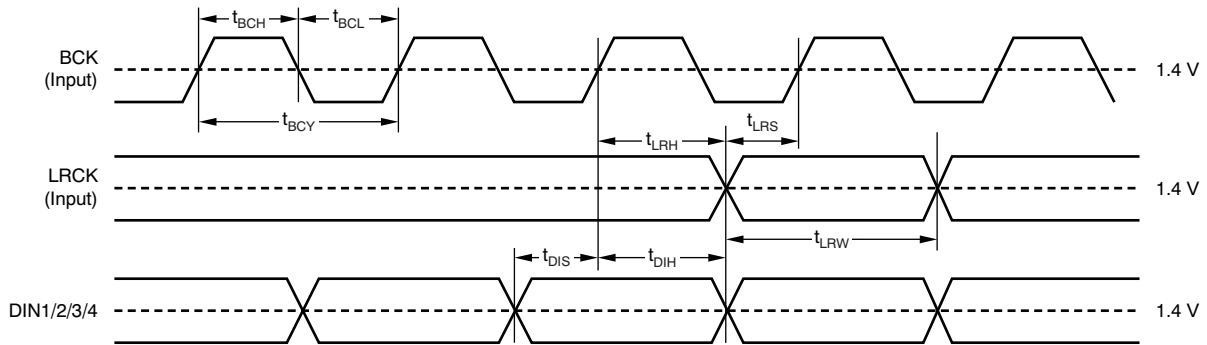 tBCH tBCL
BCK
(Input)
1.4 V
tBCY
tLRH tLRS
LRCK
(Input)
1.4 V
tLRW
tDIS tDIH
DIN1/2/3/4
1.4 V